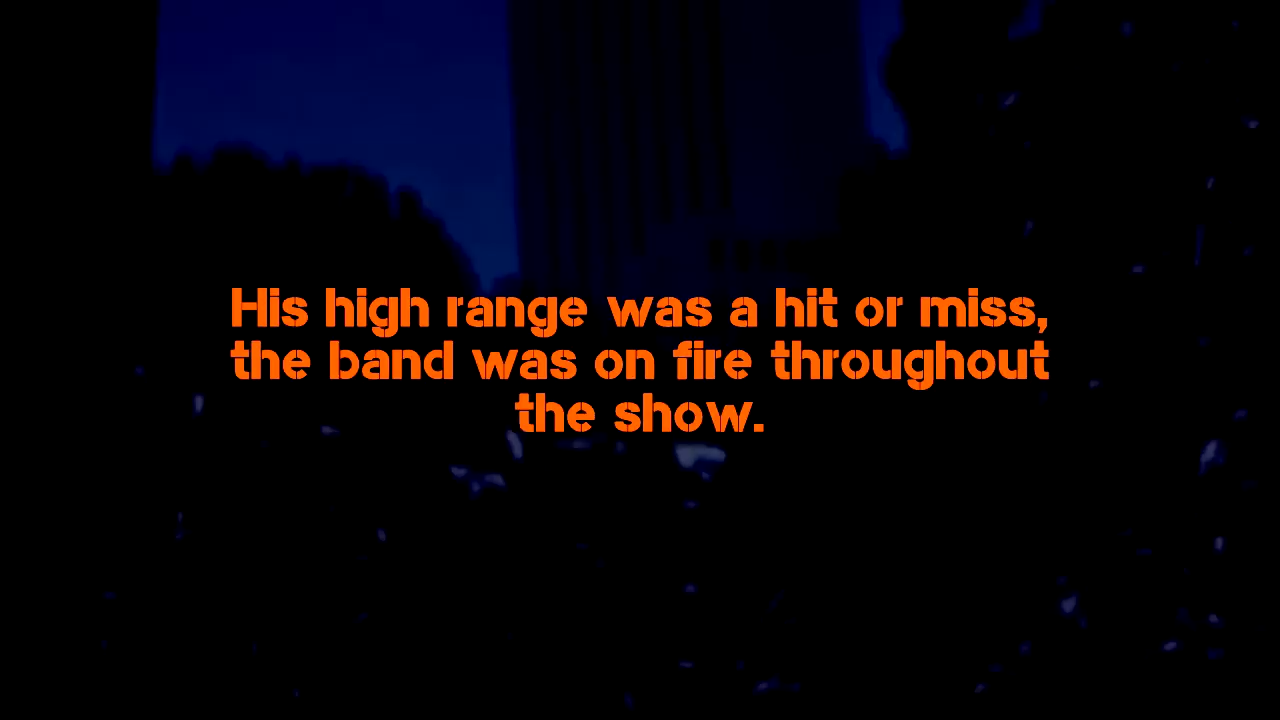 His high range was a hit or miss,
the band was on fire throughout
the show.